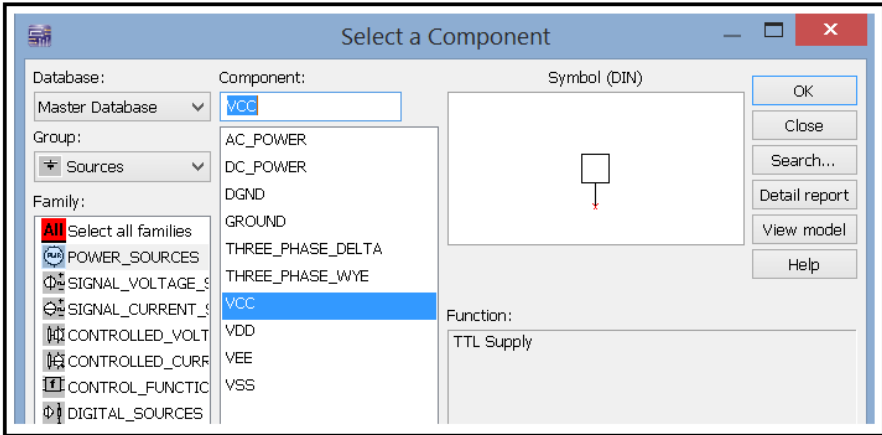 Select a Component
Database:
Master Database
Group:
Sources
Family:
All Select all families
POWER_SOURCES
SIGNAL_VOLTAGE_S
SIGNAL_CURRENT_S
CONTROLLED_VOLT
CONTROLLED_CURR
CONTROL_FUNCTIC
DIGITAL_SOURCES
Component:
VCC
AC_POWER
DC_POWER
DGND
GROUND
THREE_PHASE_DELTA
THREE_PHASE_WYE
VCC
VDD
VEE
VSS
Symbol (DIN)
Function:
TTL Supply
OK
Close
Search...
Detail report
View model
Help